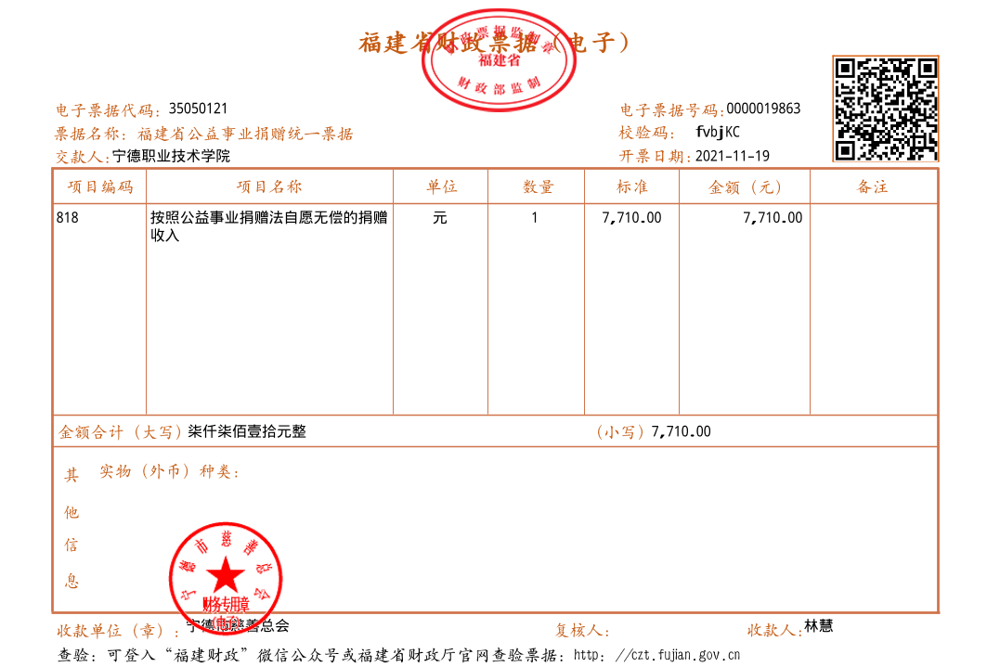 福建省财政票据（电子）
财政票据监制章
福建省
财政部监制
电子票据代码：35050121
电子票据号码：0000019863
票据名称：福建省公益事业捐赠统一票据
校验码：fvbjKC
交款人：宁德职业技术学院
开票日期：2021-11-19
项目编码 项目名称 单位 数量 标准 金额（元） 备注
818 按照公益事业捐赠法自愿无偿的捐赠 元 1 7,710.00 7,710.00
收入
金额合计（大写）柒仟柒佰壹拾元整 （小写）7,710.00
其他信息
实物（外币）种类：
宁德市慈善总会
财务专用章
（电子）
收款单位（章）：宁德市慈善总会 复核人： 收款人：林慧
查验：可登入“福建财政”微信公众号或福建省财政厅官网查验票据：http：//czt.fujian.gov.cn